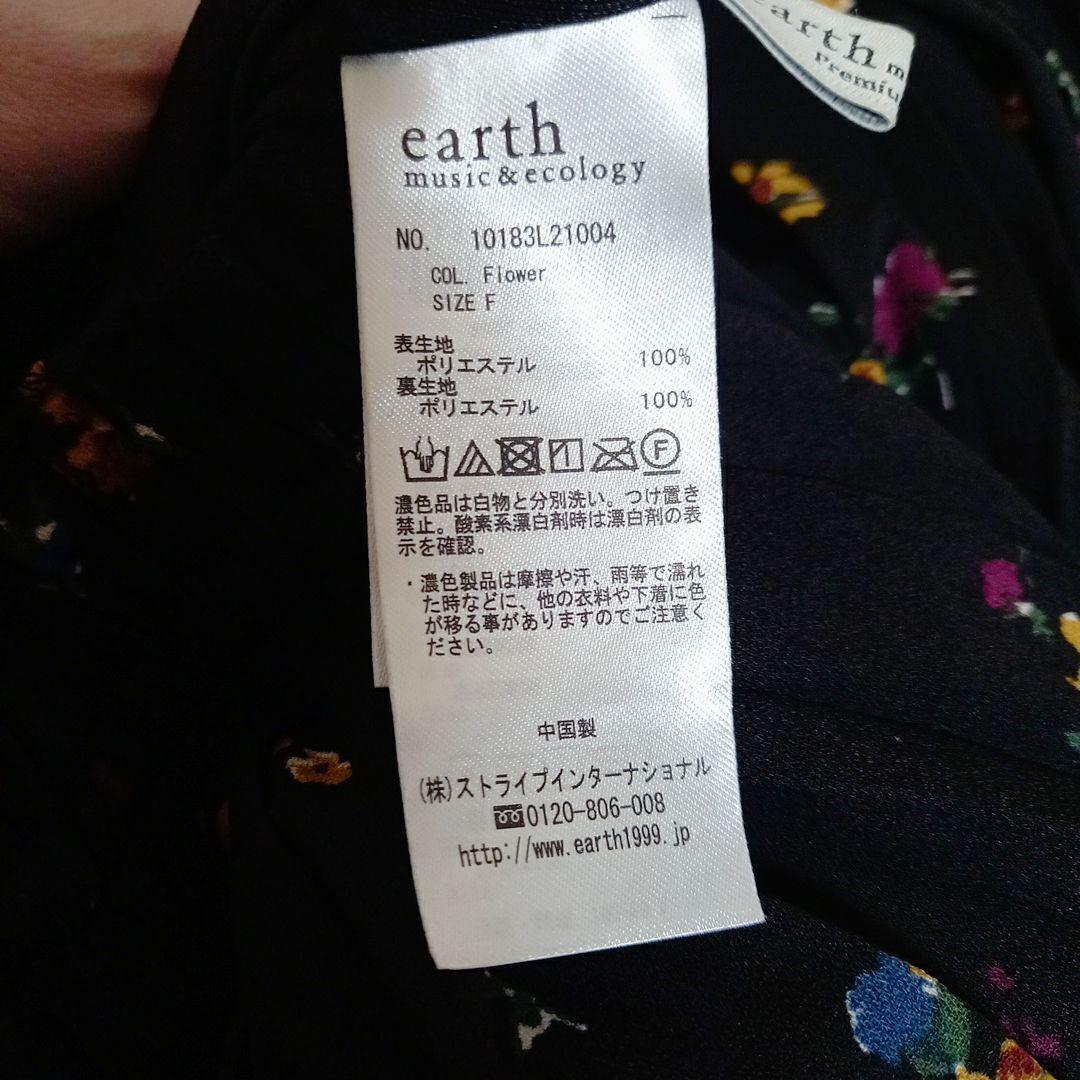 earth
Premiu
earth
music&ecology
NO. 10183L21004
COL. Flower
SIZE F
表生地
ポリエステル 100%
裏生地
ポリエステル 100%
F
濃色品は白物と分別洗い。つけ置き
禁止。酸素系漂白剤時は漂白剤の表
示を確認。
・濃色製品は摩擦や汗、雨等で濡れ
た時などに、他の衣料や下着に色
が移る事がありますのでご注意く
ださい。
中国製
(株)ストライプインターナショナル
0120-806-008
http://www.earth1999.jp